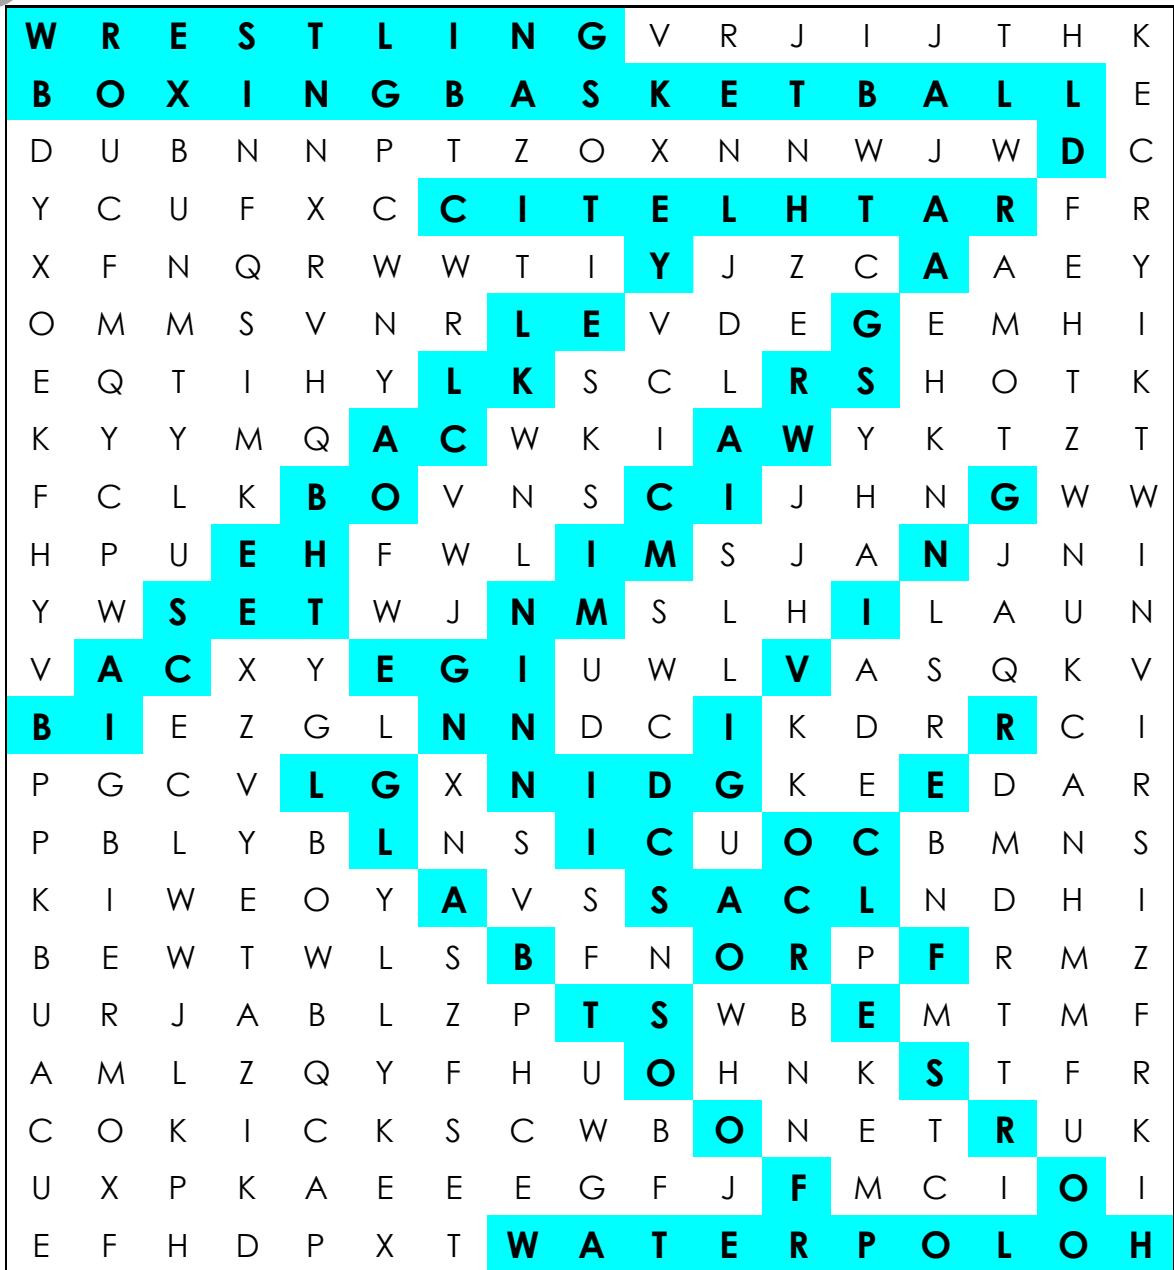 W R E S T L I N G V R J I J T H K
B O X I N G B A S K E T B A L L E
D U B N N P T Z O X N N W J W D C
Y C U F X C C I T E L H T A R F R
X F N Q R W W T I Y J Z C A A E Y
O M M S V N R L E V D E G E M H I
E Q T I H Y L K S C L R S H O T K
K Y Y M Q A C W K I A W Y K T Z T
F C L K B O V N S C I J H N G W W
H P U E H F W L I M S J A N J N I
Y W S E T W J N M S L H I L A U N
V A C X Y E G I U W L V A S Q K V
B I E Z G L N N D C I K D R R C I
P G C V L G X N I D G K E E D A R
P B L Y B L N S I C U O C B M N S
K I W E O Y A V S S A C L N D H I
B E W T W L S B F N O R P F R M Z
U R J A B L Z P T S W B E M T M F
A M L Z Q Y F H U O H N K S T F R
C O K I C K S C W B O N E T R U K
U X P K A E E E G F J F M C I O I
E F H D P X T W A T E R P O L O H